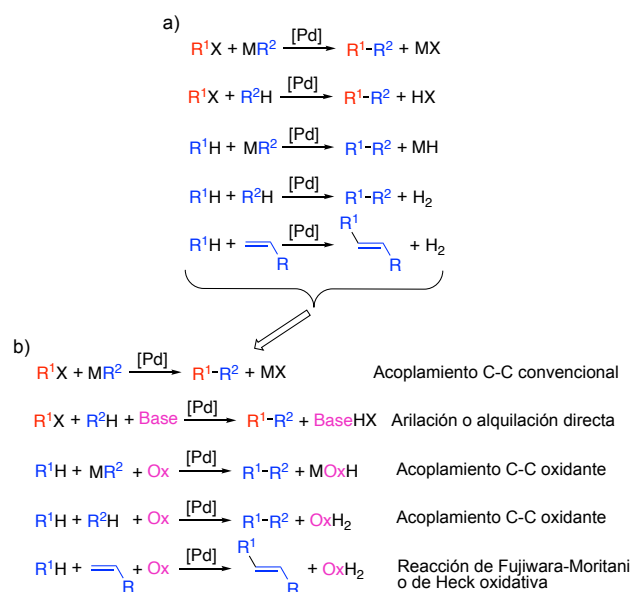 a)
R¹X + MR² [Pd] R¹-R² + MX
R¹X + R²H [Pd] R¹-R² + HX
R¹H + MR² [Pd] R¹-R² + MH
R¹H + R²H [Pd] R¹-R² + H₂
R¹H + R [Pd] R¹ R + H₂
b)
R¹X + MR² [Pd] R¹-R² + MX Acoplamiento C-C convencional
R¹X + R²H + Base [Pd] R¹-R² + BaseHX Arilación o alquilación directa
R¹H + MR² + Ox [Pd] R¹-R² + MOxH Acoplamiento C-C oxidante
R¹H + R²H + Ox [Pd] R¹-R² + OxH₂ Acoplamiento C-C oxidante
R¹H + R + Ox [Pd] R¹ R + OxH₂ Reacción de Fujiwara-Moritani
o de Heck oxidativa